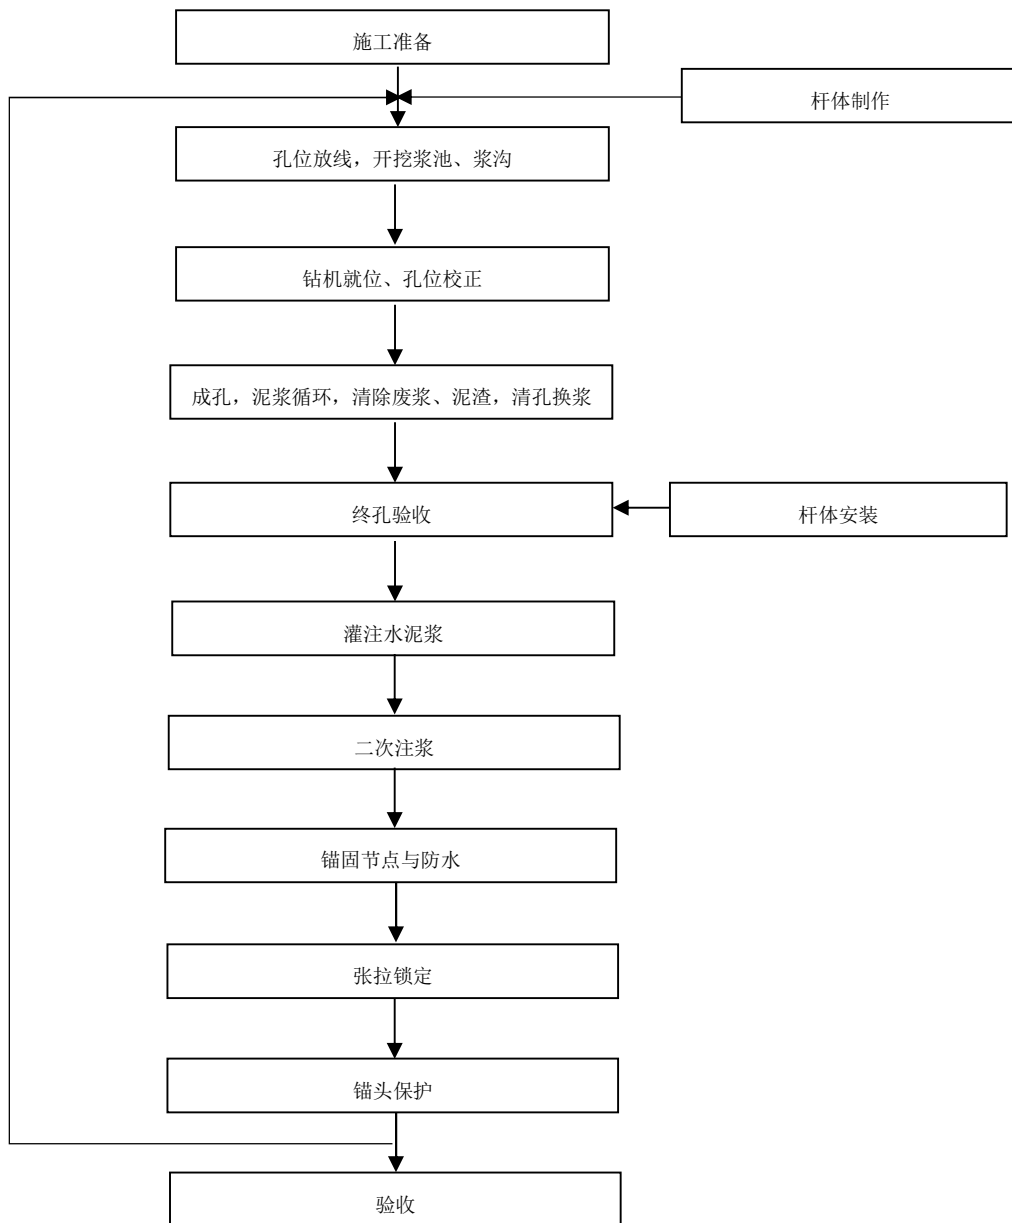 施工准备
杆体制作
孔位放线，开挖浆池、浆沟
钻机就位、孔位校正
成孔，泥浆循环，清除废浆、泥渣，清孔换浆
终孔验收
杆体安装
灌注水泥浆
二次注浆
锚固节点与防水
张拉锁定
锚头保护
验收